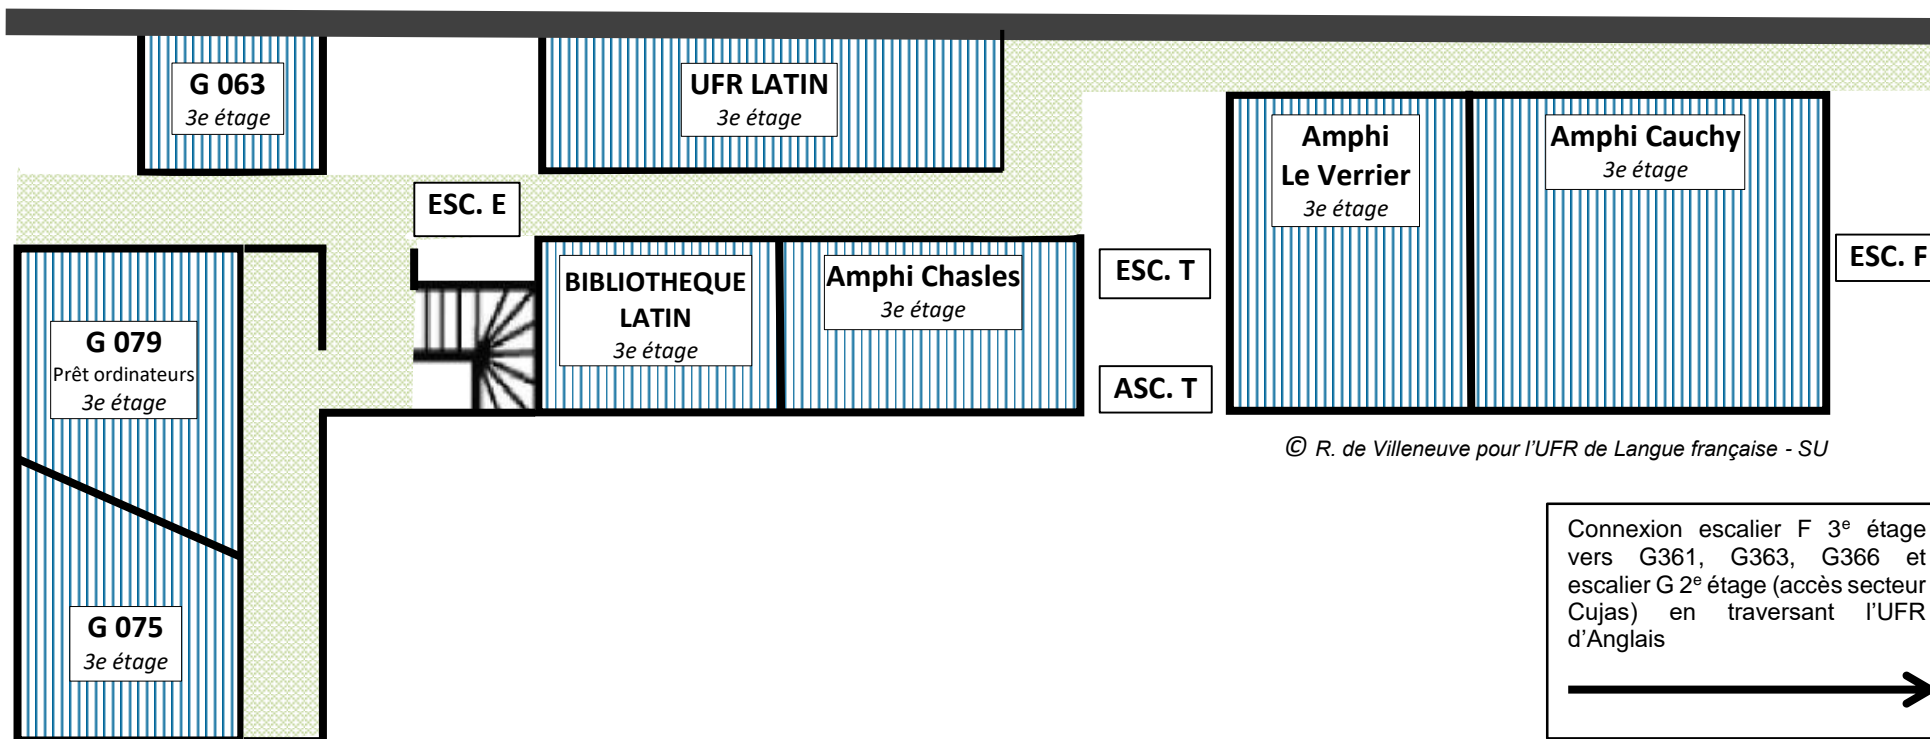 G 063
3e étage
UFR LATIN
3e étage
Amphi
Le Verrier
3e étage
Amphi Cauchy
3e étage
ESC. E
ESC. T
ESC. F
BIBLIOTHEQUE
LATIN
3e étage
Amphi Chasles
3e étage
G 079
Prêt ordinateurs
3e étage
ASC. T
© R. de Villeneuve pour l’UFR de Langue française - SU
G 075
3e étage
Connexion escalier F 3e étage
vers G361, G363, G366 et
escalier G 2e étage (accès secteur
Cujas) en traversant l’UFR
d’Anglais